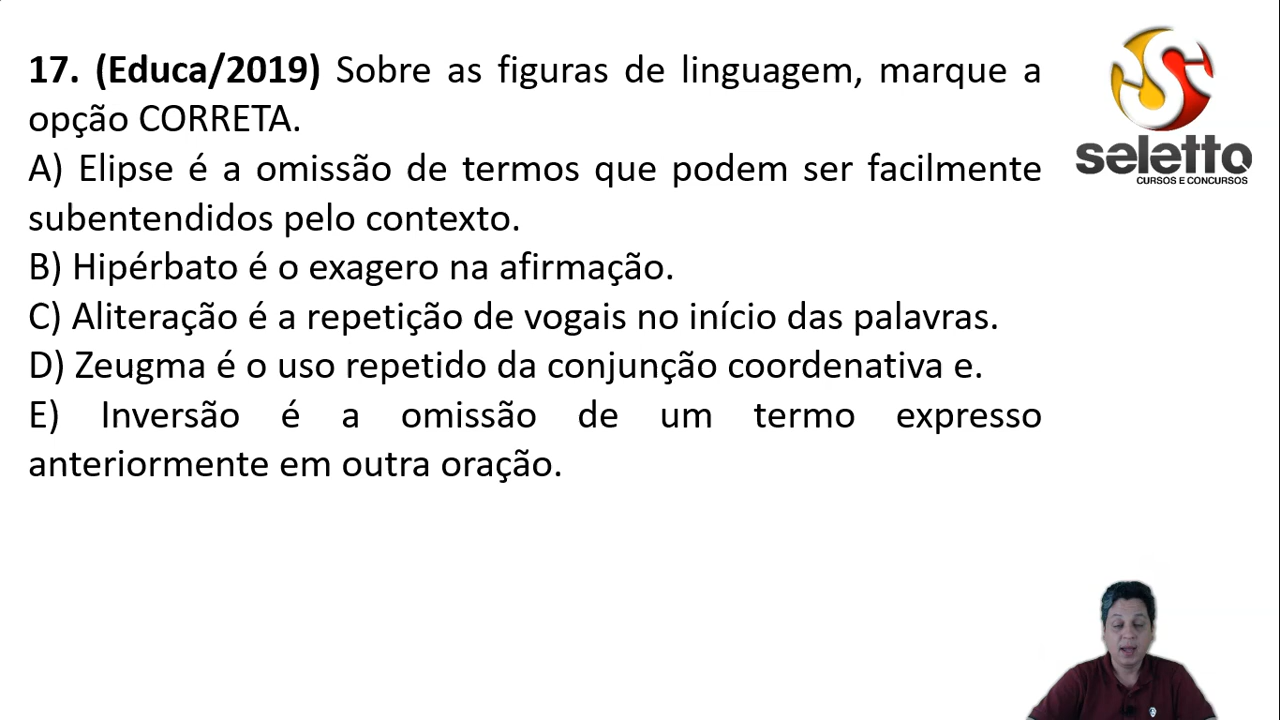 17. (Educa/2019) Sobre as figuras de linguagem, marque a
opção CORRETA.
A) Elipse é a omissão de termos que podem ser facilmente
subentendidos pelo contexto.
B) Hipérbato é o exagero na afirmação.
C) Aliteração é a repetição de vogais no início das palavras.
D) Zeugma é o uso repetido da conjunção coordenativa e.
E) Inversão é a omissão de um termo expresso
anteriormente em outra oração.
seletto
CURSOS E CONCURSOS